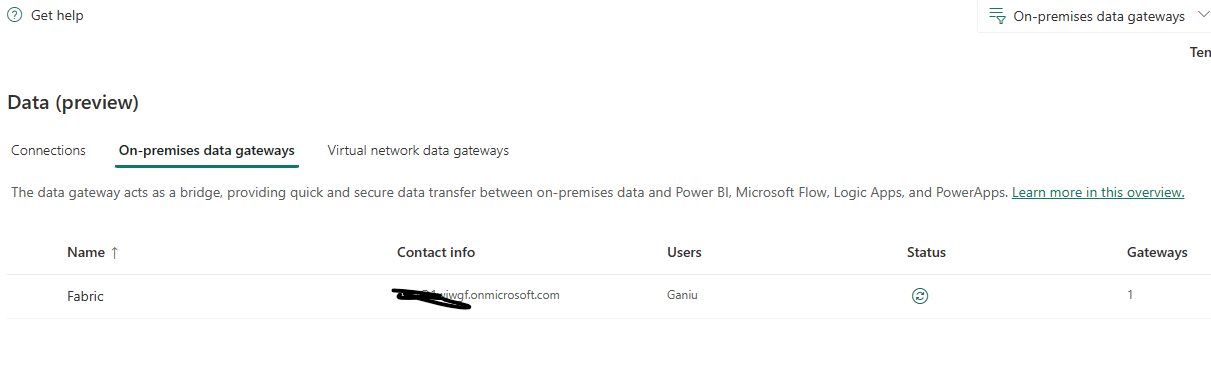 Get help
On-premises data gateways
Ten
Data (preview)
Connections On-premises data gateways Virtual network data gateways
The data gateway acts as a bridge, providing quick and secure data transfer between on-premises data and Power BI, Microsoft Flow, Logic Apps, and PowerApps. Learn more in this overview.
Name ↑ Contact info Users Status Gateways
Fabric .onmicrosoft.com Ganiu 1